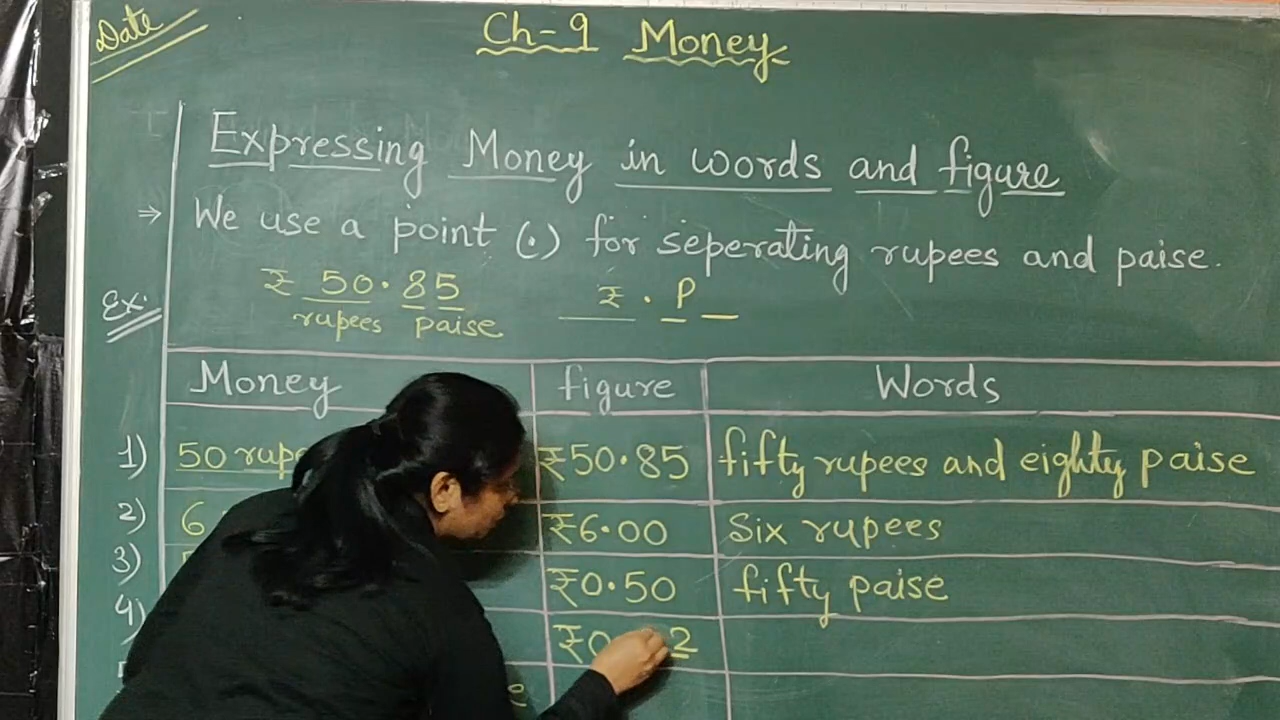 Date
Ch-9 Money
Expressing Money in words and figure
⇒ We use a point (.) for seperating rupees and paise.
Ex:
₹ 50.85 ₹ . P
rupees paise
Money figure Words
1) 50 rupe ₹50.85 fifty rupees and eighty paise
2) 6 ₹6.00 Six rupees
3) ₹0.50 fifty paise
4) ₹0 2